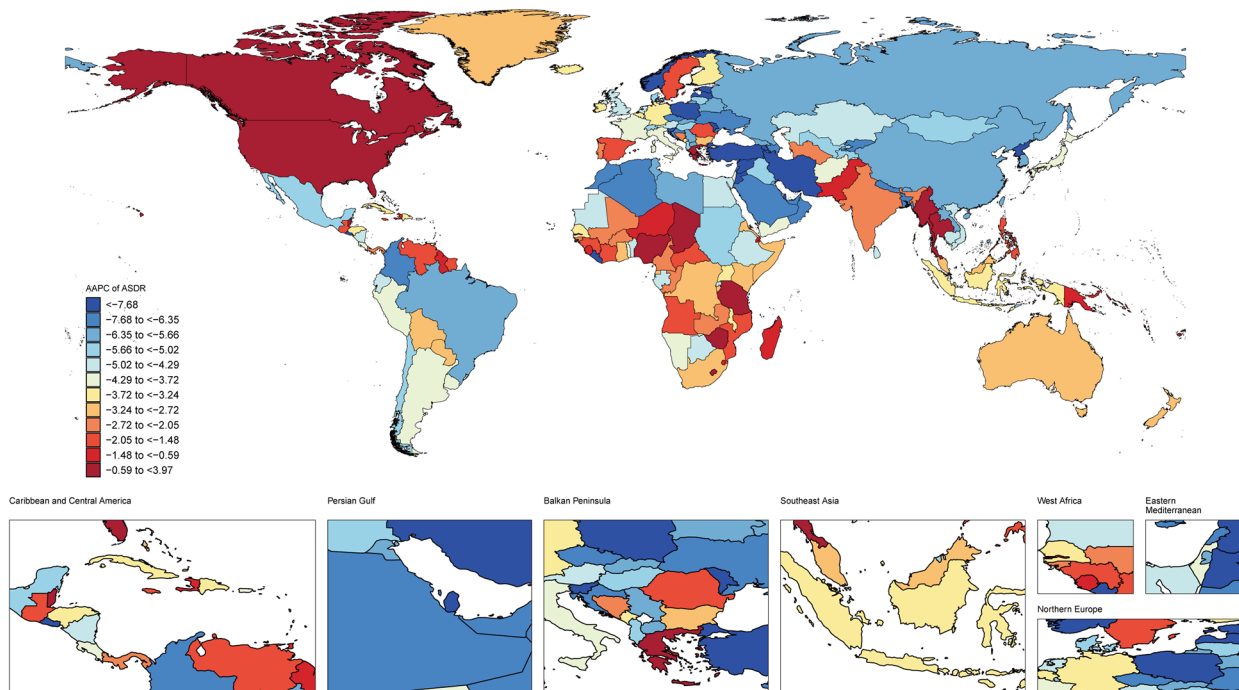 AAPC of ASDR
<−7.68
−7.68 to <−6.35
−6.35 to <−5.66
−5.66 to <−5.02
−5.02 to <−4.29
−4.29 to <−3.72
−3.72 to <−3.24
−3.24 to <−2.72
−2.72 to <−2.05
−2.05 to <−1.48
−1.48 to <−0.59
−0.59 to <3.97
Caribbean and Central America
Persian Gulf
Balkan Peninsula
Southeast Asia
West Africa
Eastern
Mediterranean
Northern Europe